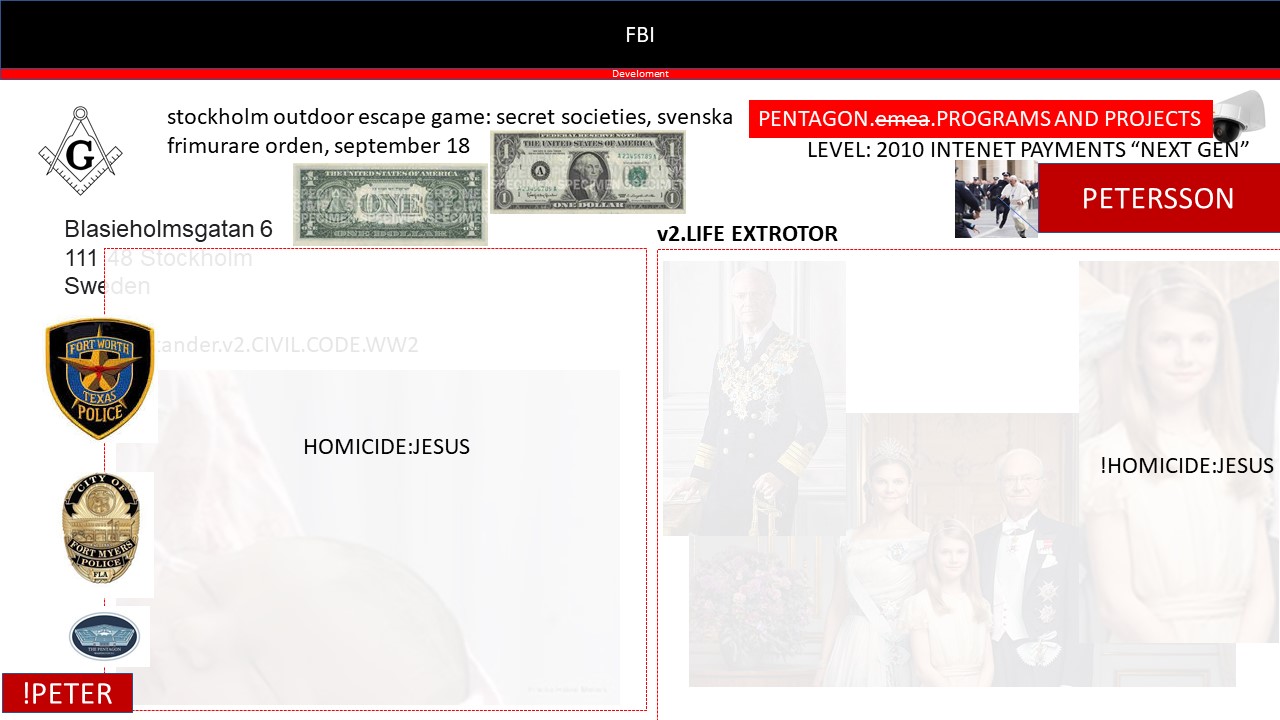 FBI
Develoment
stockholm outdoor escape game: secret societies, svenska
frimurare orden, september 18
PENTAGON.emea.PROGRAMS AND PROJECTS
LEVEL: 2010 INTENET PAYMENTS “NEXT GEN”
PETERSSON
G
FEDERAL RESERVE NOTE
THE UNITED STATES OF AMERICA
ONE DOLLAR
THE UNITED STATES OF AMERICA
ONE
SPECIMEN
Blasieholmsgatan 6
111 48 Stockholm
Sweden
v2.LIFE EXTROTOR
tander.v2.CIVIL.CODE.WW2
FORT WORTH
TEXAS
POLICE
HOMICIDE:JESUS
!HOMICIDE:JESUS
CITY OF
FORT MYERS
POLICE
FLA
THE PENTAGON
!PETER